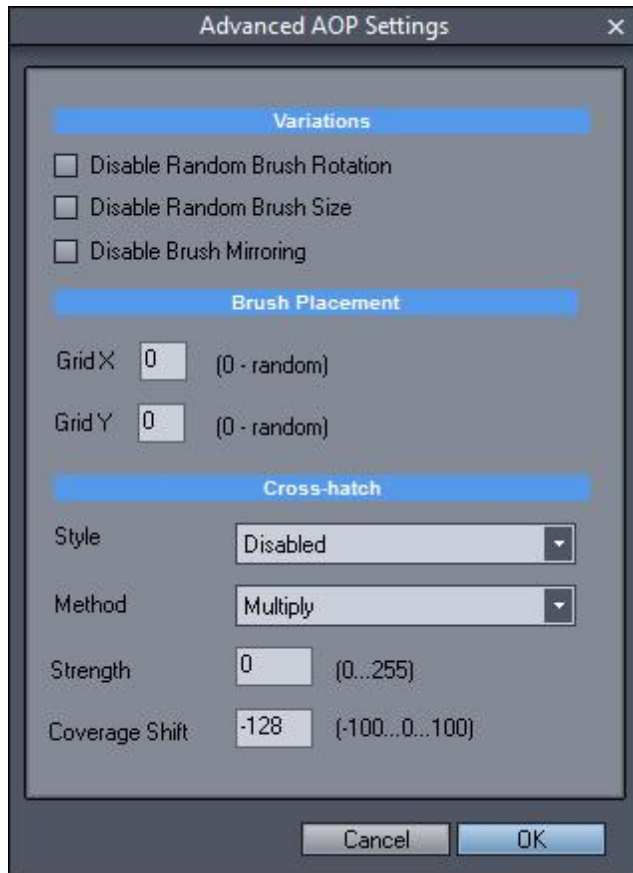 Advanced AOP Settings
Variations
Disable Random Brush Rotation
Disable Random Brush Size
Disable Brush Mirroring
Brush Placement
Grid X 0 (0 - random)
Grid Y 0 (0 - random)
Cross-hatch
Style Disabled
Method Multiply
Strength 0 (0...255)
Coverage Shift -128 (-100...0...100)
Cancel OK